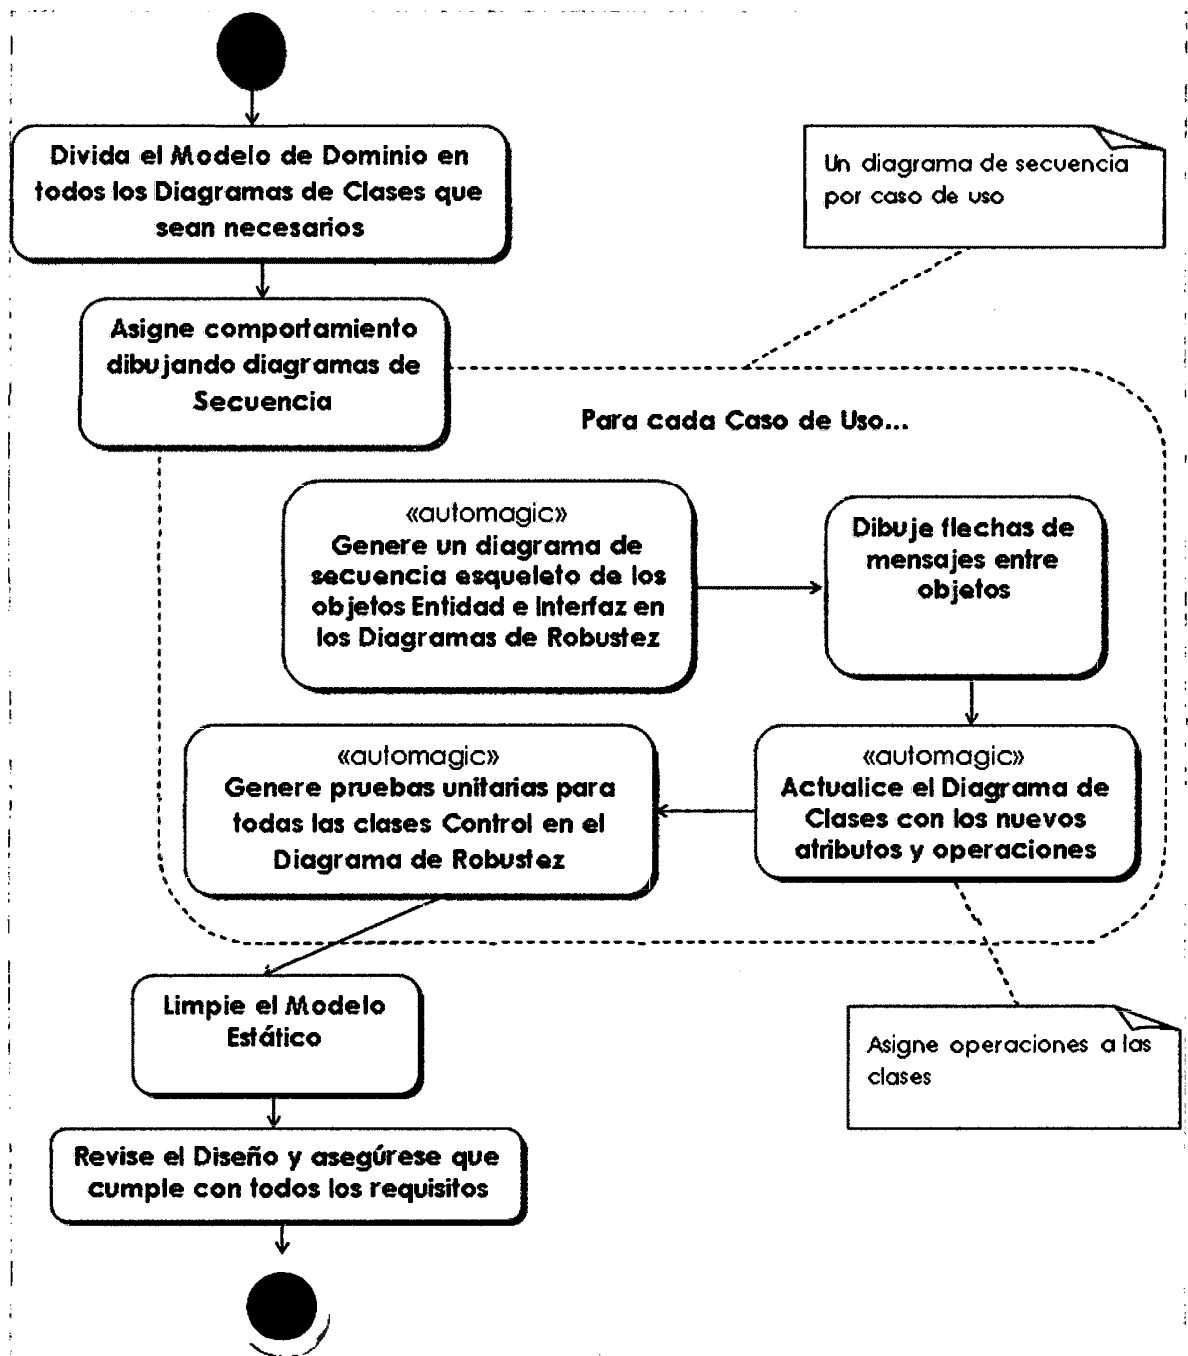 Divida el Modelo de Dominio en
todos los Diagramas de Clases que
sean necesarios
Un diagrama de secuencia
por caso de uso
Asigne comportamiento
dibujando diagramas de
Secuencia
Para cada Caso de Uso...
«automagic»
Genere un diagrama de
secuencia esqueleto de los
objetos Entidad e Interfaz en
los Diagramas de Robustez
Dibuje flechas de
mensajes entre
objetos
«automagic»
Genere pruebas unitarias para
todas las clases Control en el
Diagrama de Robustez
«automagic»
Actualice el Diagrama de
Clases con los nuevos
atributos y operaciones
Limpie el Modelo
Estático
Asigne operaciones a las
clases
Revise el Diseño y asegúrese que
cumple con todos los requisitos